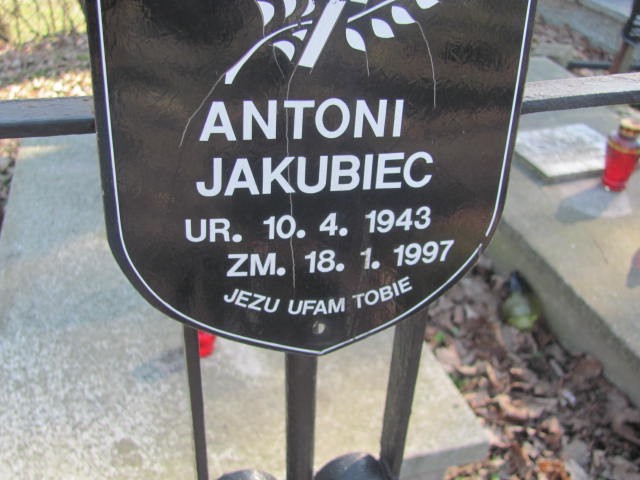 ANTONI
JAKUBIEC
UR. 10. 4. 1943
ZM. 18. 1. 1997
JEZU UFAM TOBIE